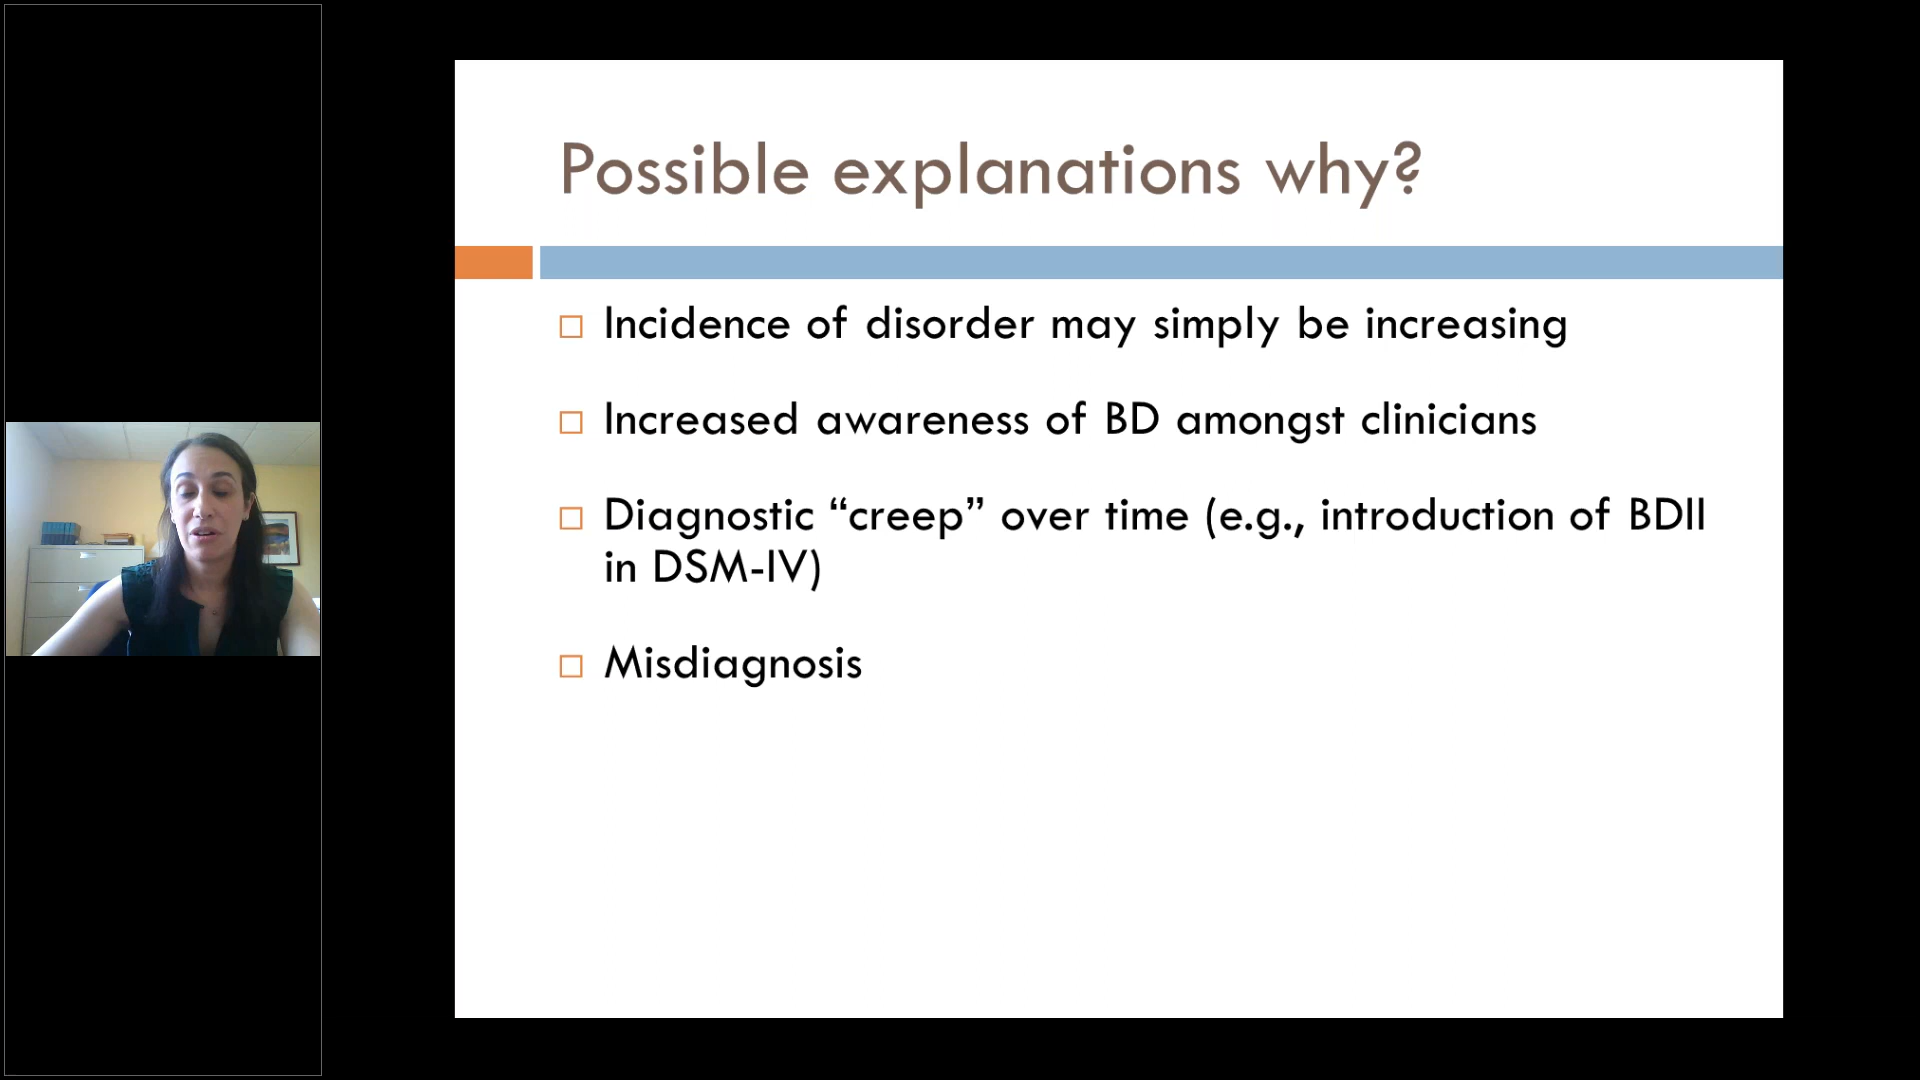 Possible explanations why?
Incidence of disorder may simply be increasing
Increased awareness of BD amongst clinicians
Diagnostic “creep” over time (e.g., introduction of BDII
in DSM-IV)
Misdiagnosis